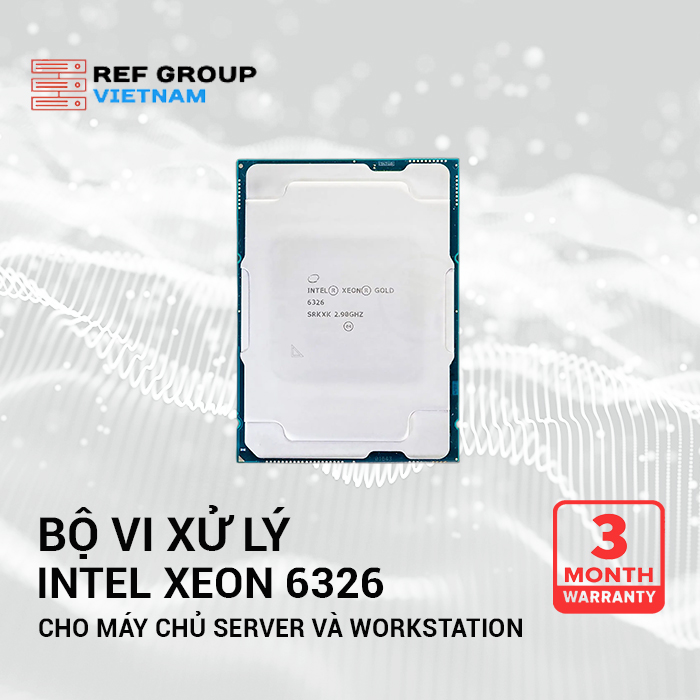 REF GROUP
VIETNAM
INTEL® XEON® GOLD
6326
SRKXK 2.90GHZ
BỘ VI XỬ LÝ
INTEL XEON 6326
CHO MÁY CHỦ SERVER VÀ WORKSTATION
3
MONTH
WARRANTY